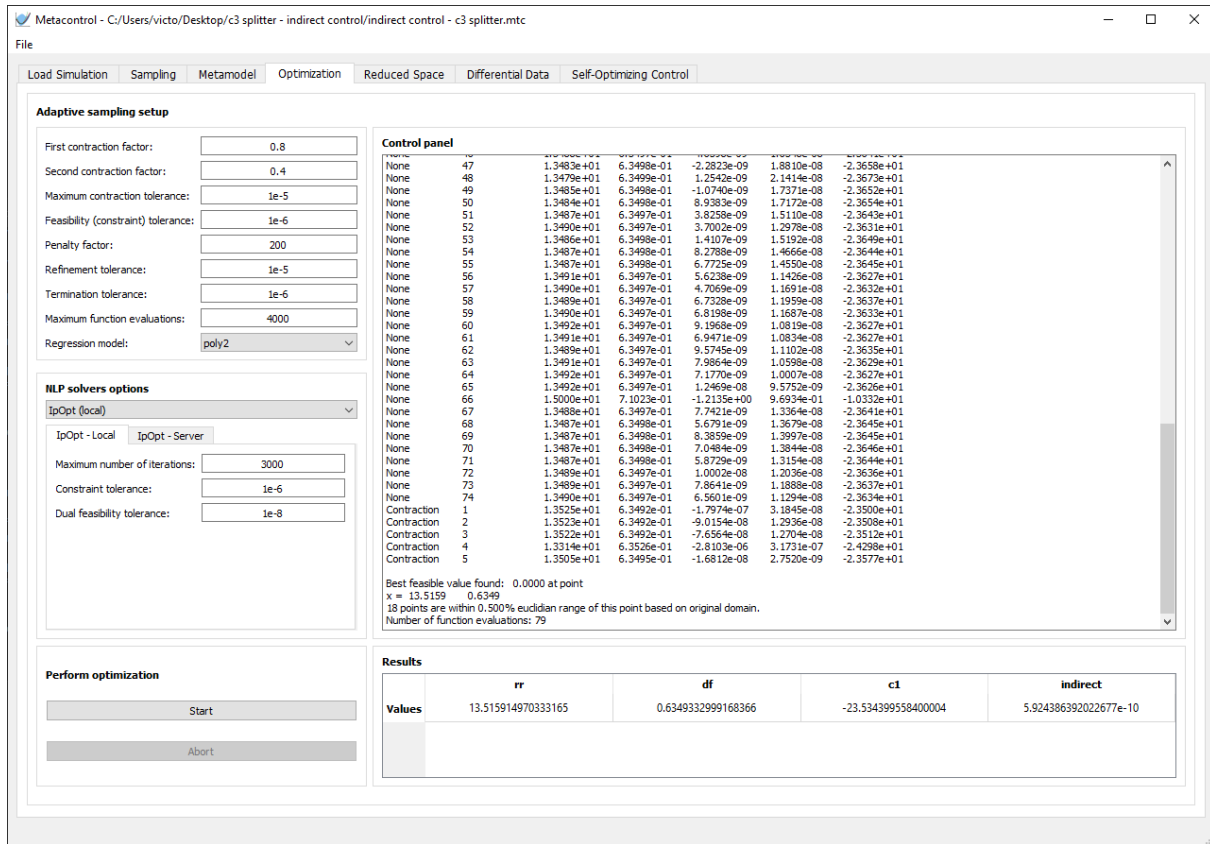 Metacontrol - C:/Users/victo/Desktop/c3 splitter - indirect control/indirect control - c3 splitter.mtc
File
Load Simulation Sampling Metamodel Optimization Reduced Space Differential Data Self-Optimizing Control
Adaptive sampling setup
First contraction factor: 0.8
Second contraction factor: 0.4
Maximum contraction tolerance: 1e-5
Feasibility (constraint) tolerance: 1e-6
Penalty factor: 200
Refinement tolerance: 1e-5
Termination tolerance: 1e-6
Maximum function evaluations: 4000
Regression model: poly2
NLP solvers options
IpOpt (local)
IpOpt - Local IpOpt - Server
Maximum number of iterations: 3000
Constraint tolerance: 1e-6
Dual feasibility tolerance: 1e-8
Perform optimization
Start
Abort
Control panel
None 47 1.3483e+01 6.3498e-01 -2.2823e-09 1.8810e-08 -2.3658e+01
None 48 1.3479e+01 6.3499e-01 1.2542e-09 2.1414e-08 -2.3673e+01
None 49 1.3485e+01 6.3498e-01 -1.0740e-09 1.7371e-08 -2.3652e+01
None 50 1.3484e+01 6.3498e-01 8.9383e-09 1.7172e-08 -2.3654e+01
None 51 1.3487e+01 6.3497e-01 3.8258e-09 1.5110e-08 -2.3643e+01
None 52 1.3490e+01 6.3497e-01 3.7002e-09 1.2978e-08 -2.3631e+01
None 53 1.3486e+01 6.3498e-01 1.4107e-09 1.5192e-08 -2.3649e+01
None 54 1.3487e+01 6.3498e-01 8.2788e-09 1.4666e-08 -2.3644e+01
None 55 1.3487e+01 6.3498e-01 6.7725e-09 1.4550e-08 -2.3645e+01
None 56 1.3491e+01 6.3497e-01 5.6238e-09 1.1426e-08 -2.3627e+01
None 57 1.3490e+01 6.3497e-01 4.7069e-09 1.1691e-08 -2.3632e+01
None 58 1.3489e+01 6.3497e-01 6.7328e-09 1.1959e-08 -2.3637e+01
None 59 1.3490e+01 6.3497e-01 6.8198e-09 1.1687e-08 -2.3633e+01
None 60 1.3492e+01 6.3497e-01 9.1968e-09 1.0819e-08 -2.3627e+01
None 61 1.3491e+01 6.3497e-01 6.9471e-09 1.0834e-08 -2.3627e+01
None 62 1.3489e+01 6.3497e-01 9.5745e-09 1.1102e-08 -2.3635e+01
None 63 1.3491e+01 6.3497e-01 7.9864e-09 1.0598e-08 -2.3629e+01
None 64 1.3492e+01 6.3497e-01 7.1770e-09 1.0007e-08 -2.3627e+01
None 65 1.3492e+01 6.3497e-01 1.2469e-08 9.5752e-09 -2.3626e+01
None 66 1.5000e+01 7.1023e-01 -1.2135e+00 9.6934e-01 -1.0332e+01
None 67 1.3488e+01 6.3497e-01 7.7421e-09 1.3364e-08 -2.3641e+01
None 68 1.3487e+01 6.3497e-01 5.6791e-09 1.3679e-08 -2.3645e+01
None 69 1.3487e+01 6.3497e-01 8.3859e-09 1.3997e-08 -2.3645e+01
None 70 1.3487e+01 6.3497e-01 7.0484e-09 1.3844e-08 -2.3646e+01
None 71 1.3487e+01 6.3497e-01 5.8729e-09 1.3154e-08 -2.3644e+01
None 72 1.3489e+01 6.3497e-01 1.0002e-08 1.2036e-08 -2.3636e+01
None 73 1.3489e+01 6.3497e-01 7.8641e-09 1.1888e-08 -2.3637e+01
None 74 1.3490e+01 6.3497e-01 6.5601e-09 1.1294e-08 -2.3634e+01
Contraction 1 1.3525e+01 6.3492e-01 -1.7974e-07 3.1845e-08 -2.3500e+01
Contraction 2 1.3523e+01 6.3492e-01 -9.0154e-08 1.2936e-08 -2.3508e+01
Contraction 3 1.3522e+01 6.3492e-01 -7.6564e-08 1.2704e-08 -2.3512e+01
Contraction 4 1.3314e+01 6.3526e-01 -2.8103e-06 3.1731e-07 -2.4298e+01
Contraction 5 1.3505e+01 6.3495e-01 -1.6812e-08 2.7520e-09 -2.3577e+01
Best feasible value found: 0.0000 at point
x = 13.5159 0.6349
18 points are within 0.500% euclidian range of this point based on original domain.
Number of function evaluations: 79
Results
rr df c1 indirect
Values 13.515914970333165 0.6349332999168366 -23.534399558400004 5.924386392022677e-10